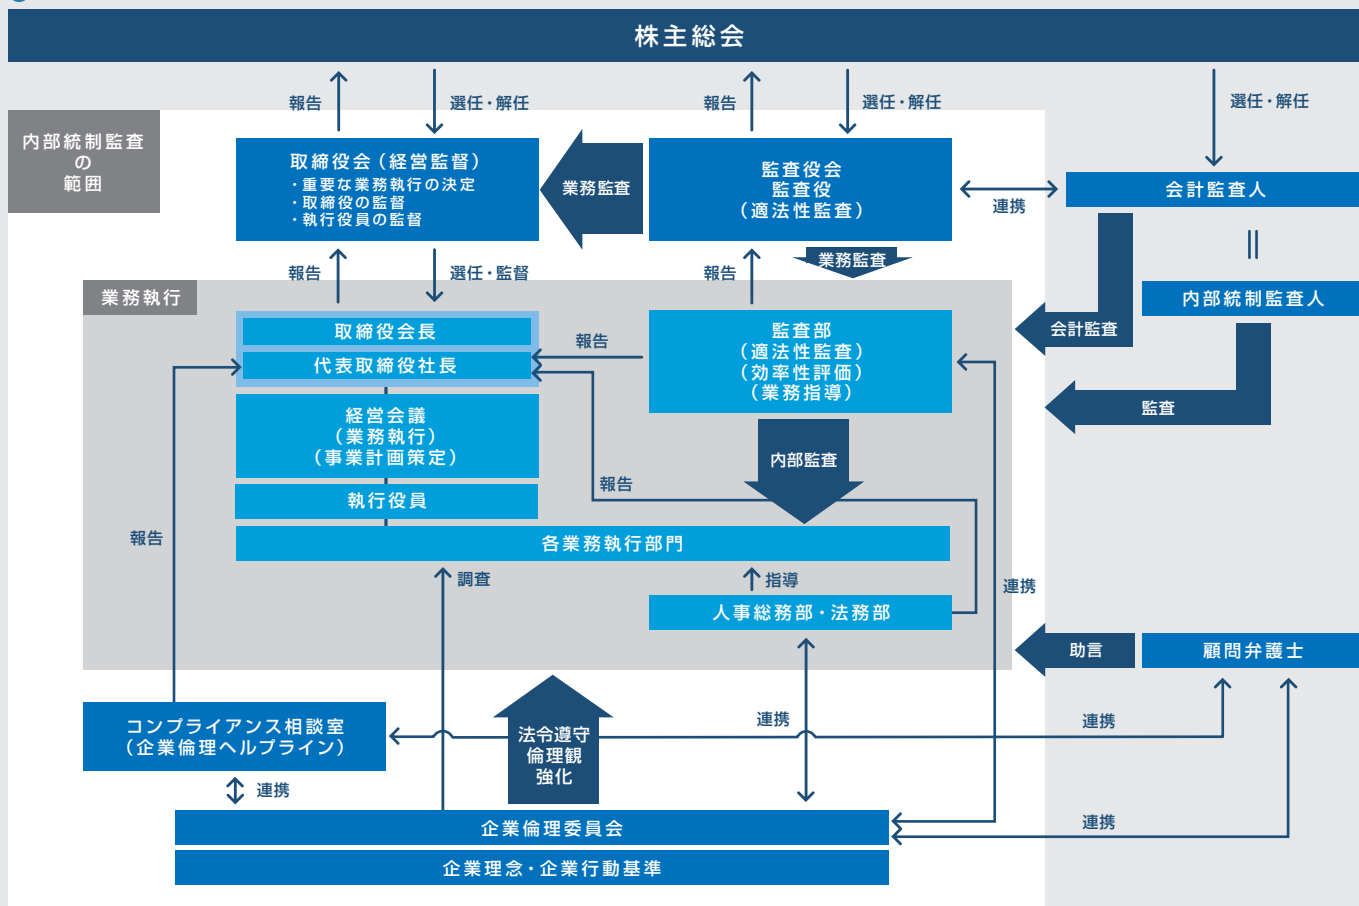 株主総会
報告
選任・解任
報告
選任・解任
選任・解任
内部統制監査
の
範囲
取締役会（経営監督）
・重要な業務執行の決定
・取締役の監督
・執行役員の監督
業務監査
監査役会
監査役
（適法性監査）
連携
会計監査人
報告
選任・監督
報告
業務監査
業務執行
内部統制監査人
取締役会長
代表取締役社長
報告
監査部
（適法性監査）
（効率性評価）
（業務指導）
会計監査
監査
経営会議
（業務執行）
（事業計画策定）
内部監査
執行役員
報告
報告
各業務執行部門
調査
指導
連携
人事総務部・法務部
助言
顧問弁護士
コンプライアンス相談室
（企業倫理ヘルプライン）
法令遵守
倫理観
強化
連携
連携
連携
連携
企業倫理委員会
企業理念・企業行動基準